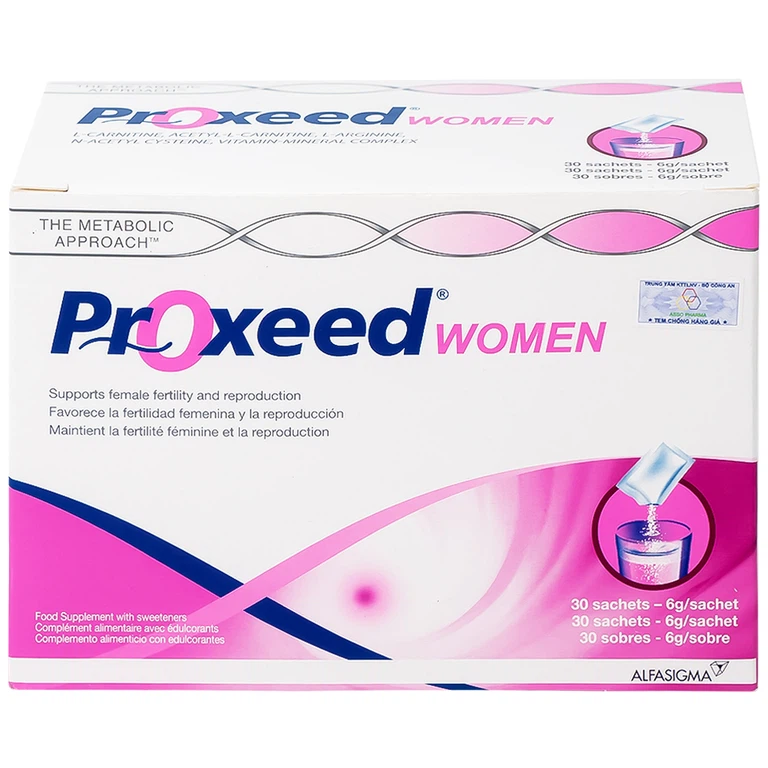 THE METABOLIC
APPROACH™
PrOxeed® WOMEN
L-CARNITINE, ACETYL-L-CARNITINE, L-ARGININE,
N-ACETYL CYSTEINE, VITAMIN-MINERAL COMPLEX
30 sachets - 6g/sachet
30 sachets - 6g/sachet
30 sobres - 6g/sobre
THE METABOLIC
APPROACH™
PrOxeed® WOMEN
TRUNG TÂM KTTLNV - BỘ CÔNG AN
ASGO PHARMA
★ TEM CHỐNG HÀNG GIẢ ★
Supports female fertility and reproduction
Favorece la fertilidad femenina y la reproducción
Maintient la fertilité féminine et la reproduction
30 sachets – 6g/sachet
30 sachets - 6g/sachet
30 sobres - 6g/sobre
Food Supplement with sweeteners
Complément alimentaire avec édulcorants
Complemento alimenticio con edulcorantes
ALFASIGMA